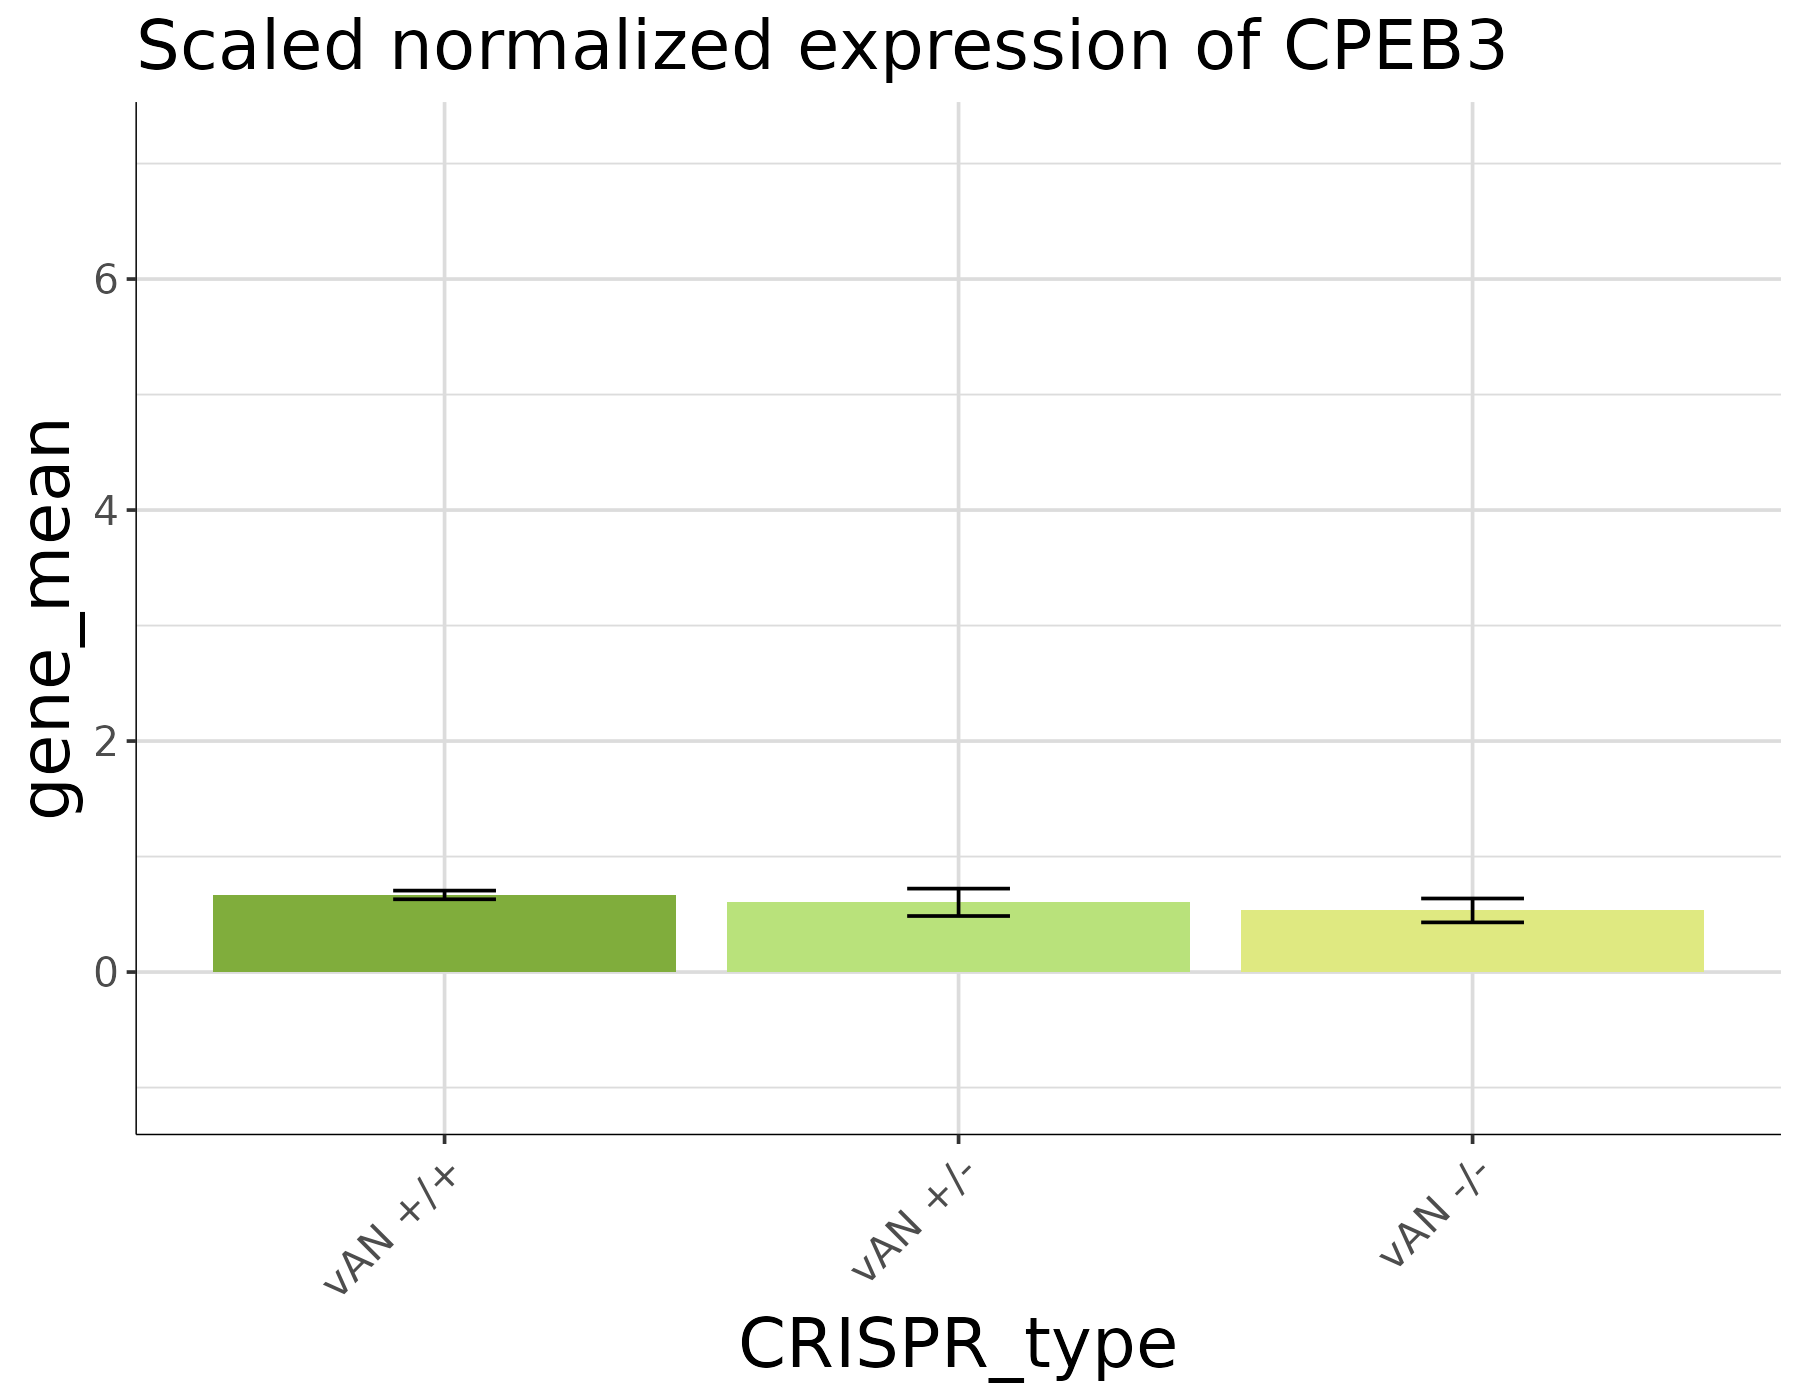 Scaled normalized expression of CPEB3
gene_mean
6
4
2
0
vAN +/+
vAN +/-
vAN -/-
CRISPR_type